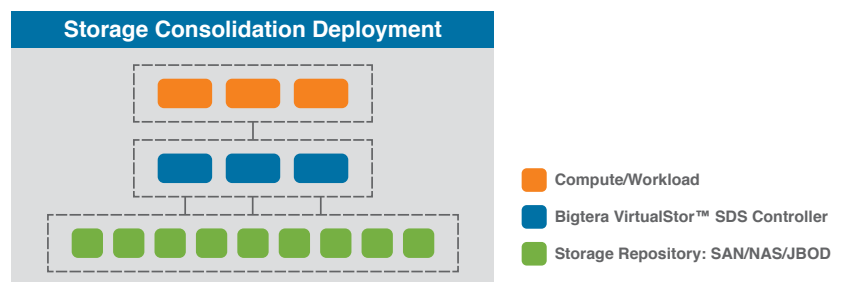 Storage Consolidation Deployment
Compute/Workload
Bigtera VirtualStor™ SDS Controller
Storage Repository: SAN/NAS/JBOD